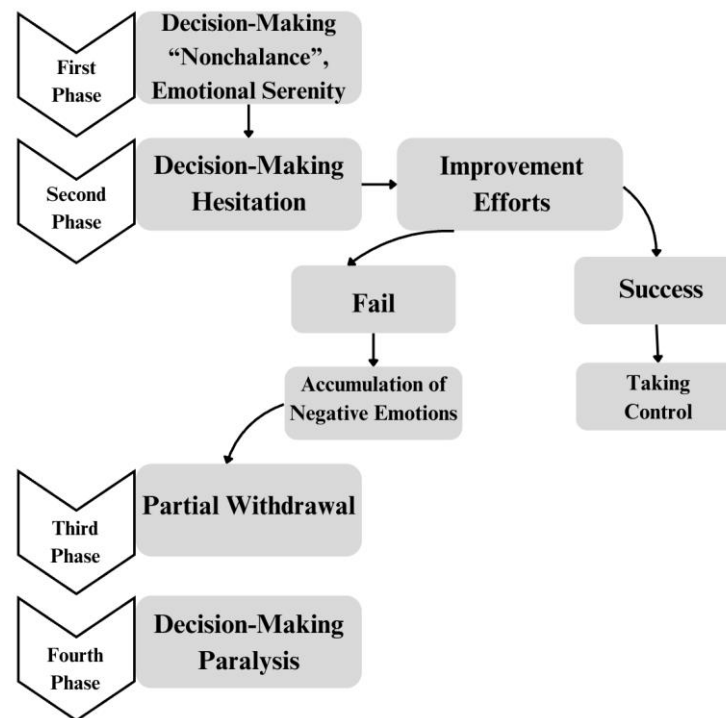 First
Phase
Decision-Making
“Nonchalance”,
Emotional Serenity
Second
Phase
Decision-Making
Hesitation
Improvement
Efforts
Fail
Success
Accumulation of
Negative Emotions
Taking
Control
Third
Phase
Partial Withdrawal
Fourth
Phase
Decision-Making
Paralysis